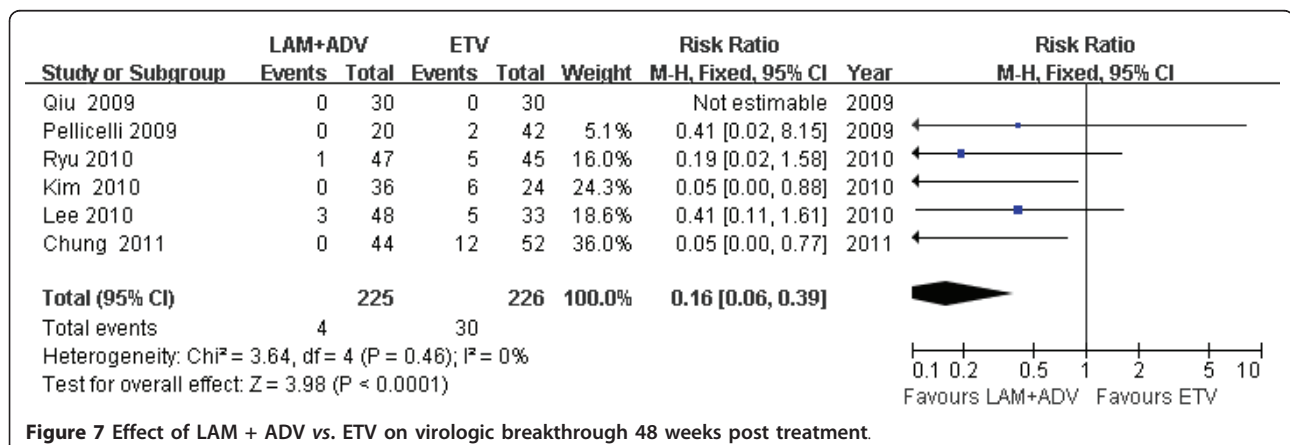 LAM+ADV ETV Risk Ratio Risk Ratio
Study or Subgroup Events Total Events Total Weight M-H, Fixed, 95% CI Year M-H, Fixed, 95% CI
Qiu 2009 0 30 0 30 Not estimable 2009
Pellicelli 2009 0 20 2 42 5.1% 0.41 [0.02, 8.15] 2009
Ryu 2010 1 47 5 45 16.0% 0.19 [0.02, 1.58] 2010
Kim 2010 0 36 6 24 24.3% 0.05 [0.00, 0.88] 2010
Lee 2010 3 48 5 33 18.6% 0.41 [0.11, 1.61] 2010
Chung 2011 0 44 12 52 36.0% 0.05 [0.00, 0.77] 2011
Total (95% CI) 225 226 100.0% 0.16 [0.06, 0.39]
Total events 4 30
Heterogeneity: Chi² = 3.64, df = 4 (P = 0.46); I² = 0%
Test for overall effect: Z = 3.98 (P < 0.0001)
0.1 0.2 0.5 1 2 5 10
Favours LAM+ADV Favours ETV
Figure 7 Effect of LAM + ADV vs. ETV on virologic breakthrough 48 weeks post treatment.